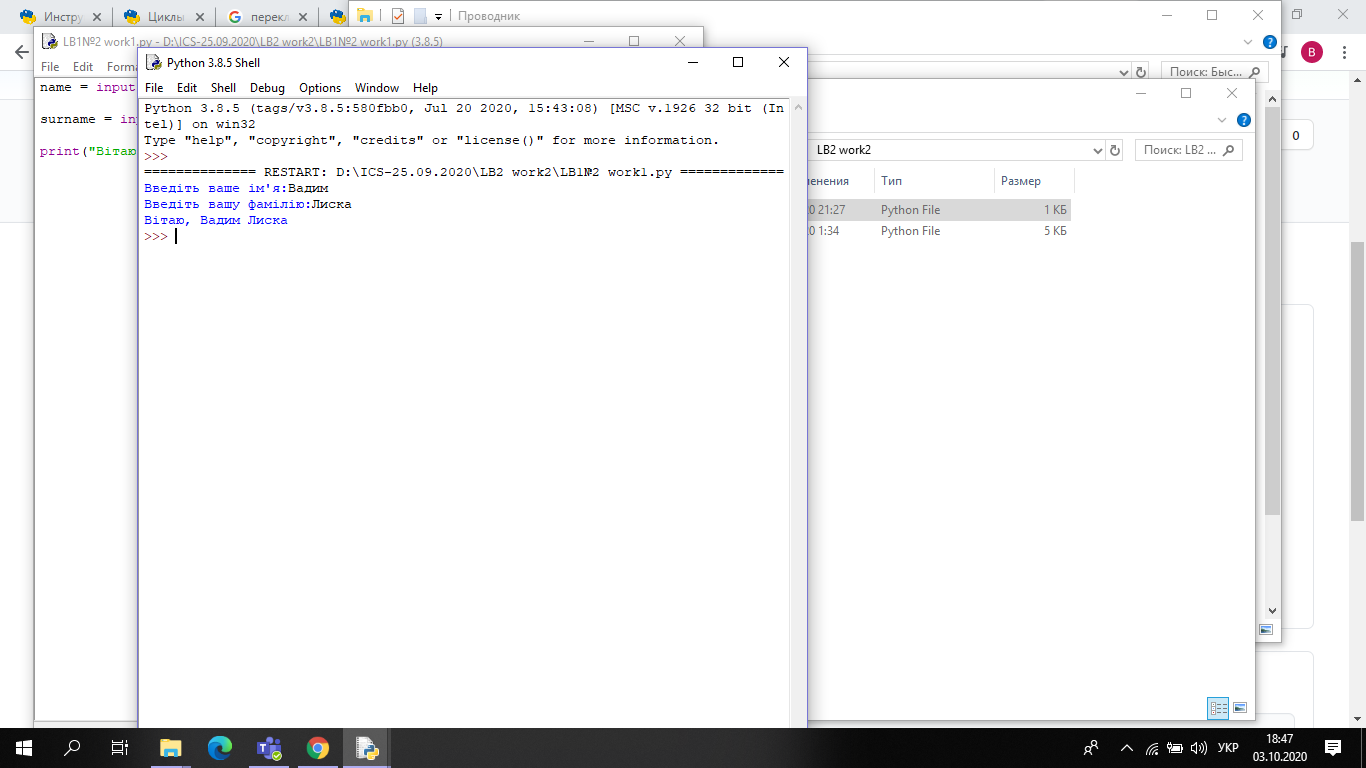 Инстру
Циклы
перекл
Проводник
LB1№2 work1.py - D:\ICS-25.09.2020\LB2 work2\LB1№2 work1.py (3.8.5)
File Edit Forma
name = input
surname = inp
print("Вітаю
Python 3.8.5 Shell
File Edit Shell Debug Options Window Help
Python 3.8.5 (tags/v3.8.5:580fbb0, Jul 20 2020, 15:43:08) [MSC v.1926 32 bit (In
tel)] on win32
Type "help", "copyright", "credits" or "license()" for more information.
>>>
============== RESTART: D:\ICS-25.09.2020\LB2 work2\LB1№2 work1.py =============
Введіть ваше ім'я:Вадим
Введіть вашу фамілію:Лиска
Вітаю, Вадим Лиска
>>>
Поиск: Быс...
B
0
LB2 work2
Поиск: LB2 ...
енения Тип Размер
0 21:27 Python File 1 КБ
0 1:34 Python File 5 КБ
УКР
18:47
03.10.2020